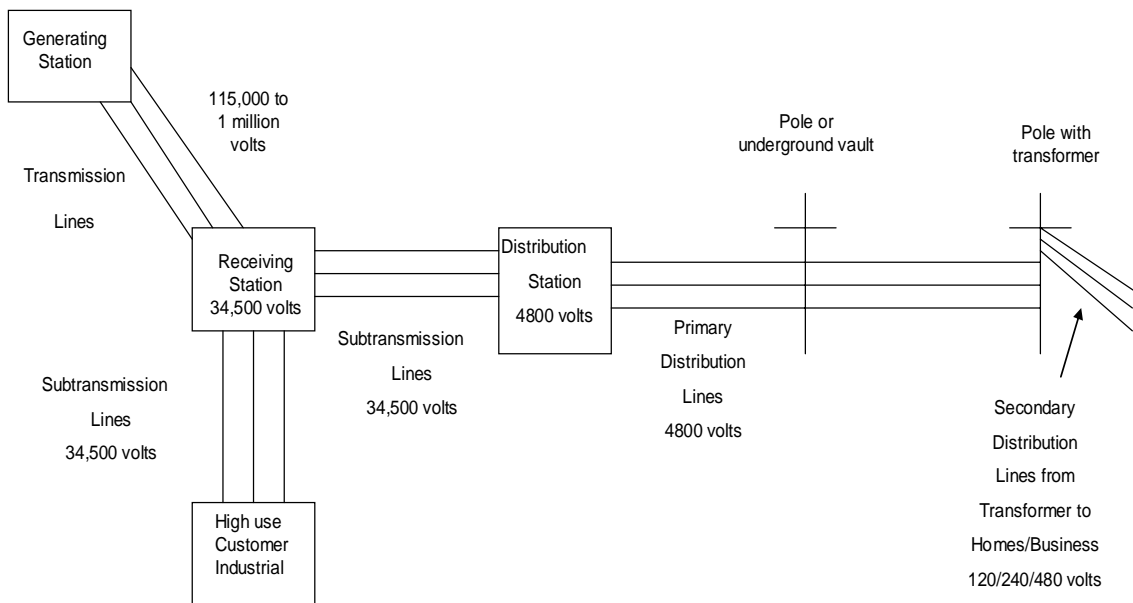 Generating
Station
115,000 to
1 million
volts
Transmission
Lines
Pole or
underground vault
Pole with
transformer
Receiving
Station
34,500 volts
Distribution
Station
4800 volts
Subtransmission
Lines
34,500 volts
Primary
Distribution
Lines
4800 volts
Subtransmission
Lines
34,500 volts
High use
Customer
Industrial
Secondary
Distribution
Lines from
Transformer to
Homes/Business
120/240/480 volts